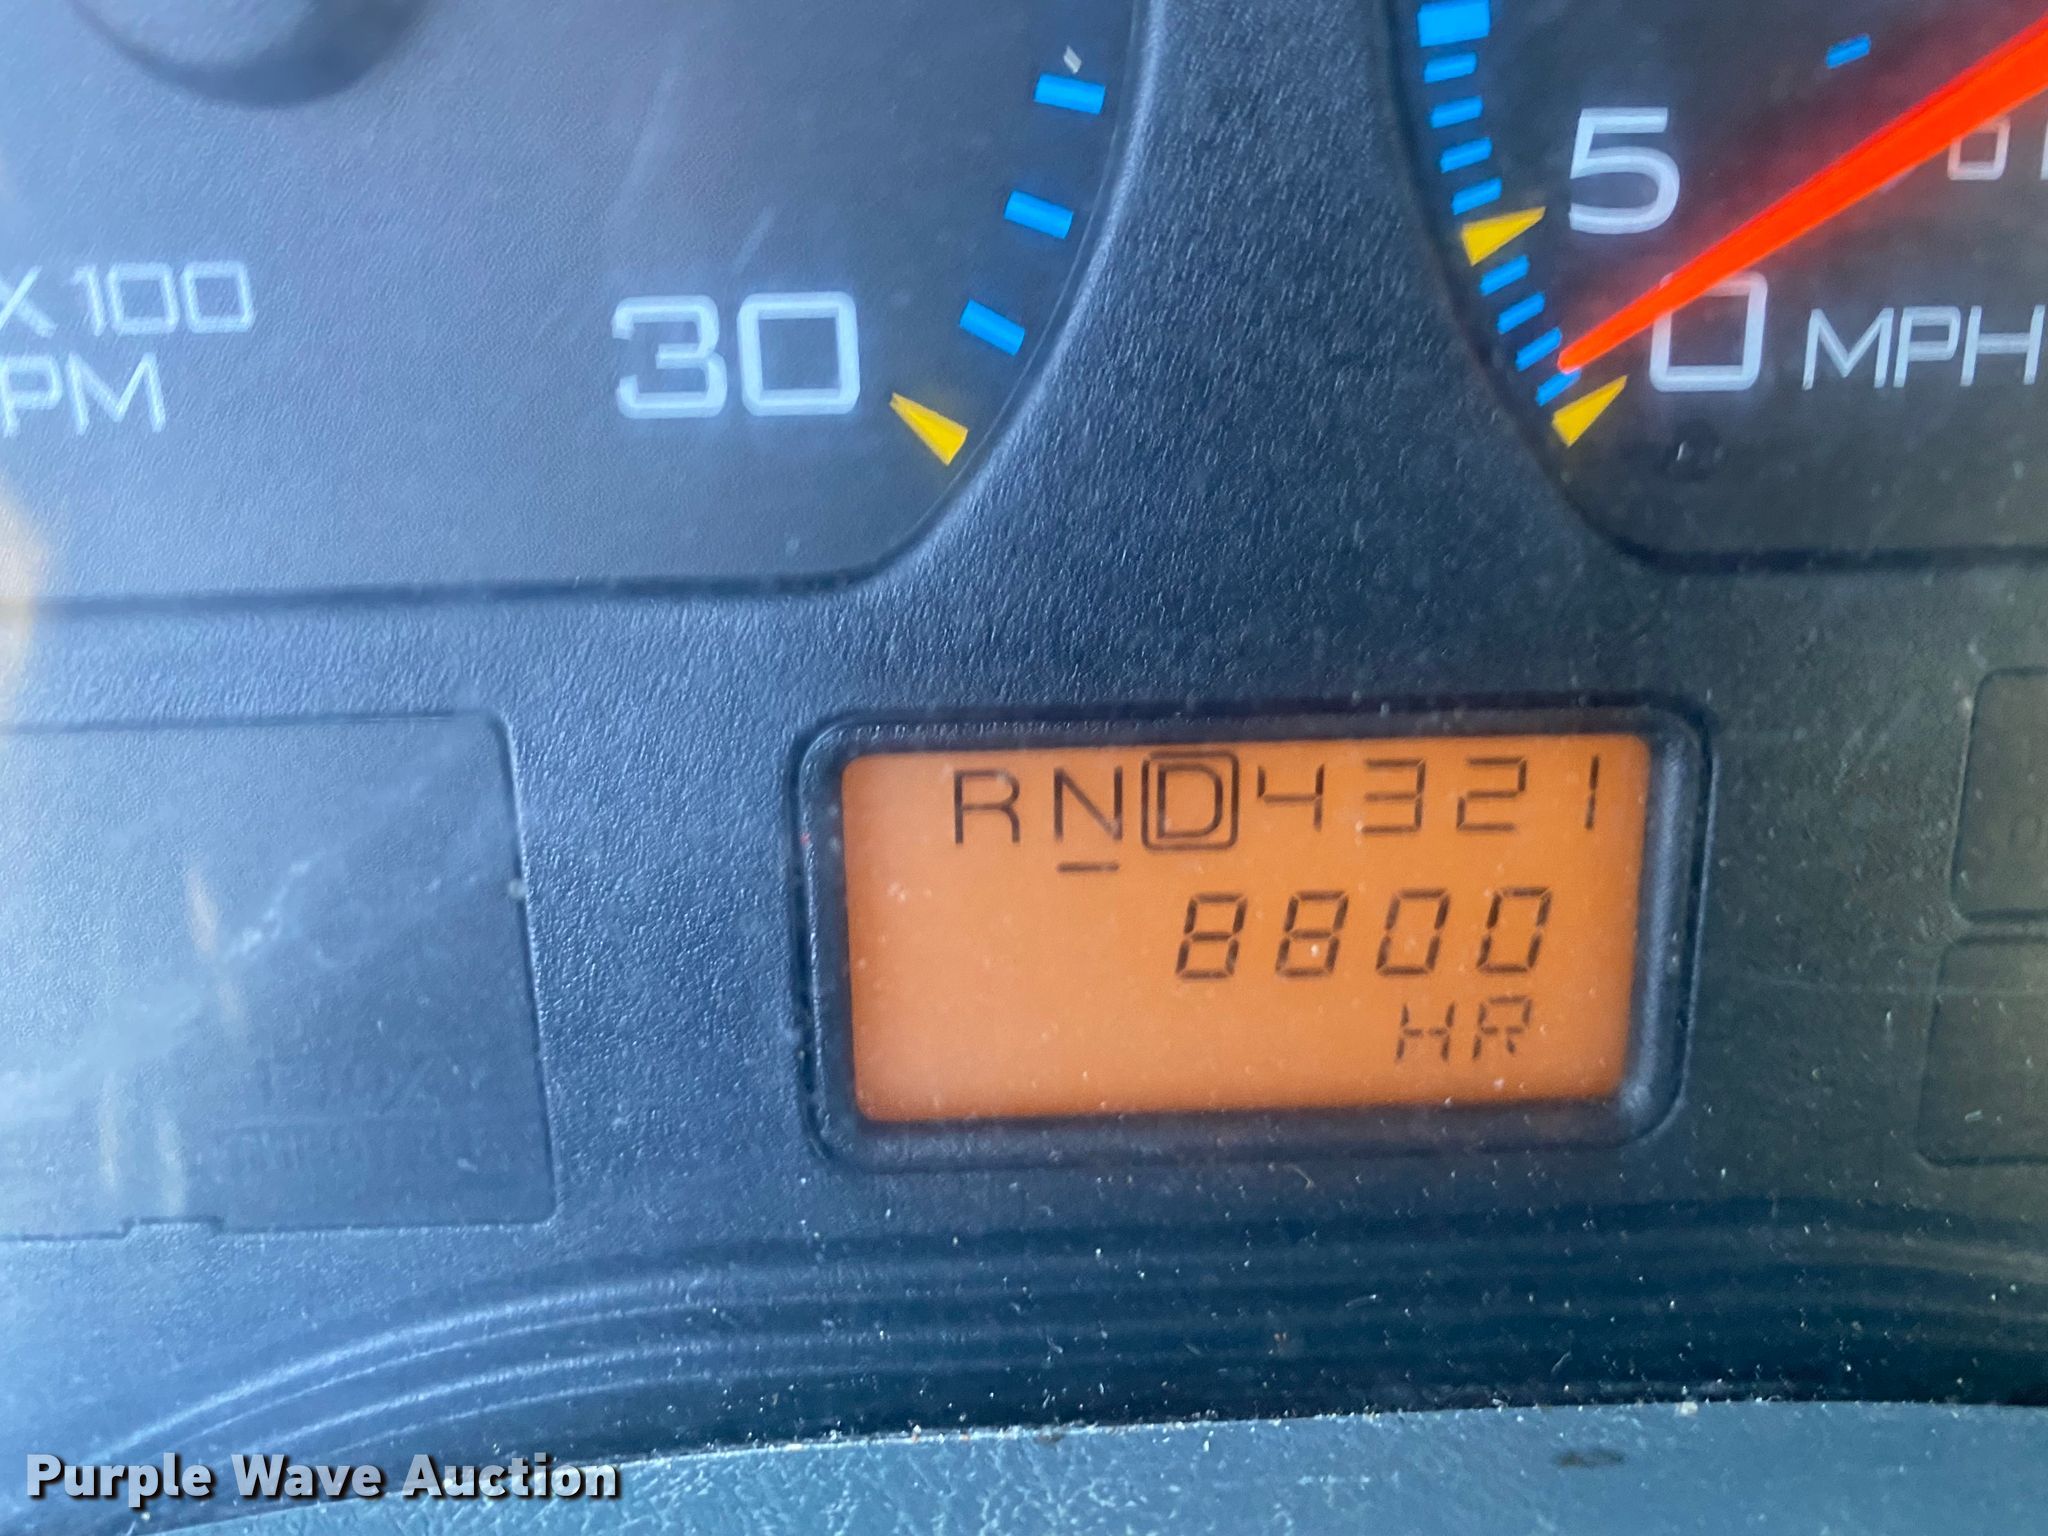 X 100
PM
30
5
0 MPH
RND4321
8800
HR
Purple Wave Auction